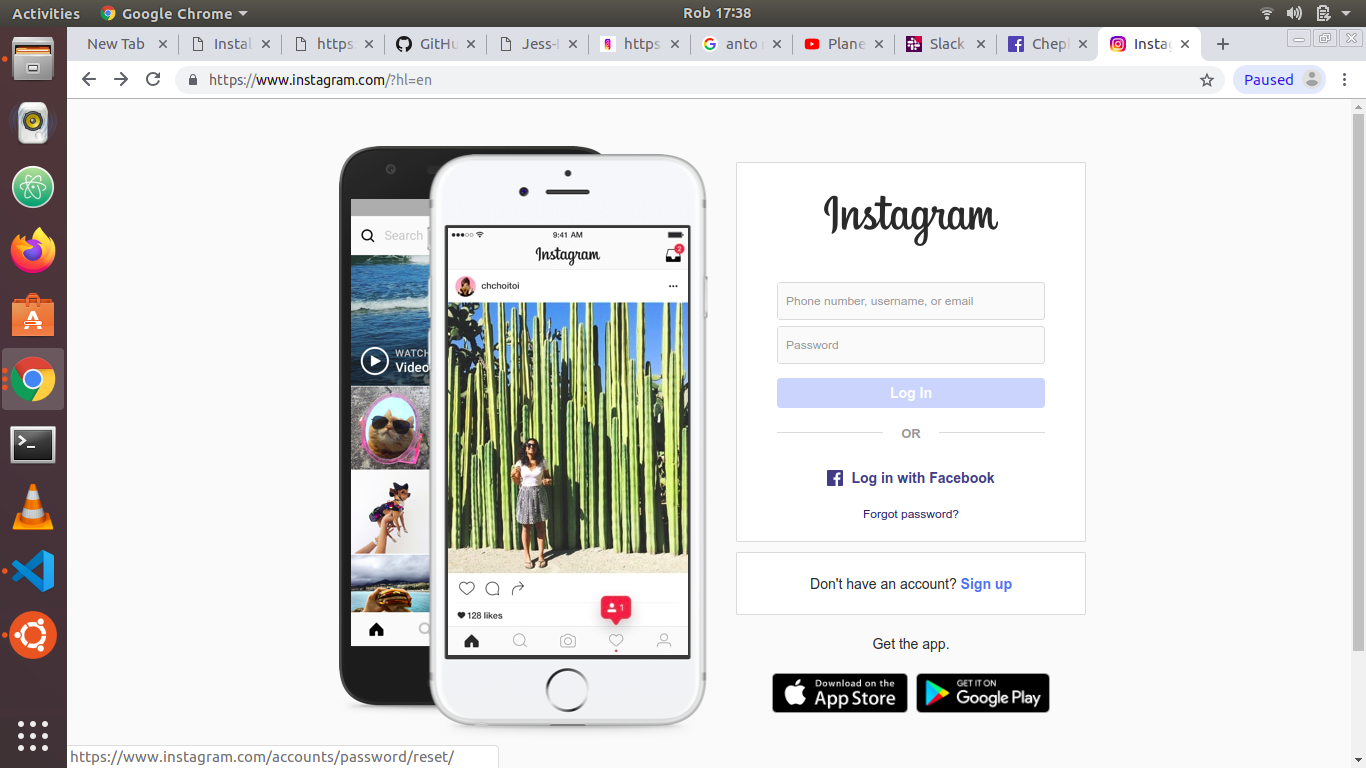 Activities
Google Chrome
Rob 17:38
New Tab
Instal
https:
GitHu
Jess-
https
anto
Plane
Slack
Chepl
Instag
https://www.instagram.com/?hl=en
Paused
Search
WATCH
Video
9:41 AM
Instagram
2
chchoitoi
1
128 likes
Instagram
Phone number, username, or email
Password
Log In
OR
Log in with Facebook
Forgot password?
Don't have an account? Sign up
Get the app.
Download on the
App Store
GET IT ON
Google Play
https://www.instagram.com/accounts/password/reset/